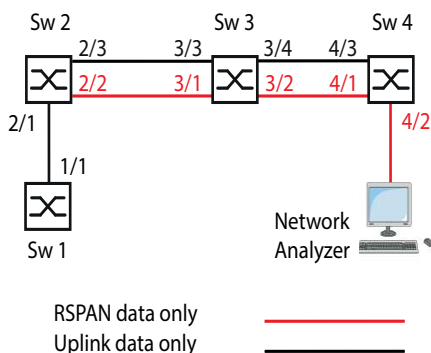 Sw 2
Sw 3
Sw 4
2/3
3/3
3/4
4/3
2/2
3/1
3/2
4/1
2/1
4/2
1/1
Sw 1
Network
Analyzer
RSPAN data only
Uplink data only